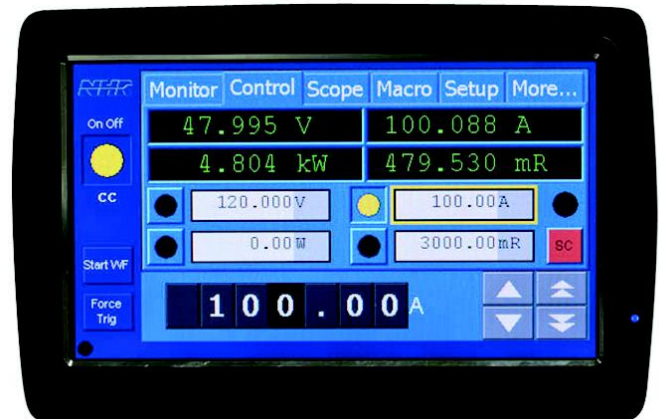 Monitor Control Scope Macro Setup More...
On Off
47.995 V 100.088 A
4.804 kW 479.530 mR
CC
120.000V 100.00A
0.00W 3000.00mR SC
Start WF
Force
Trig
100.00A